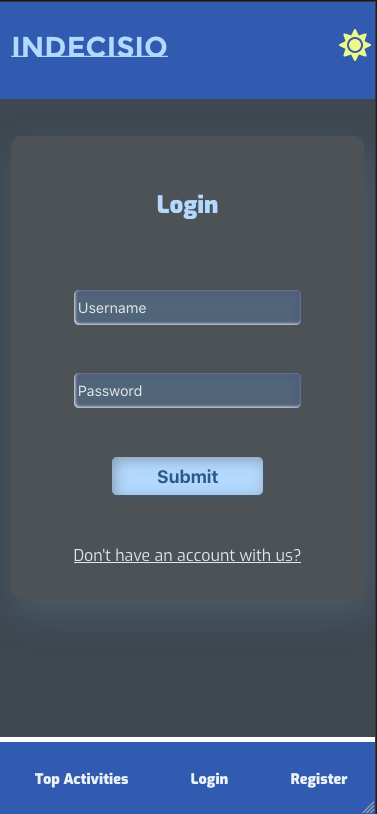 INDECISIO
Login
Username
Password
Submit
Don't have an account with us?
Top Activities Login Register